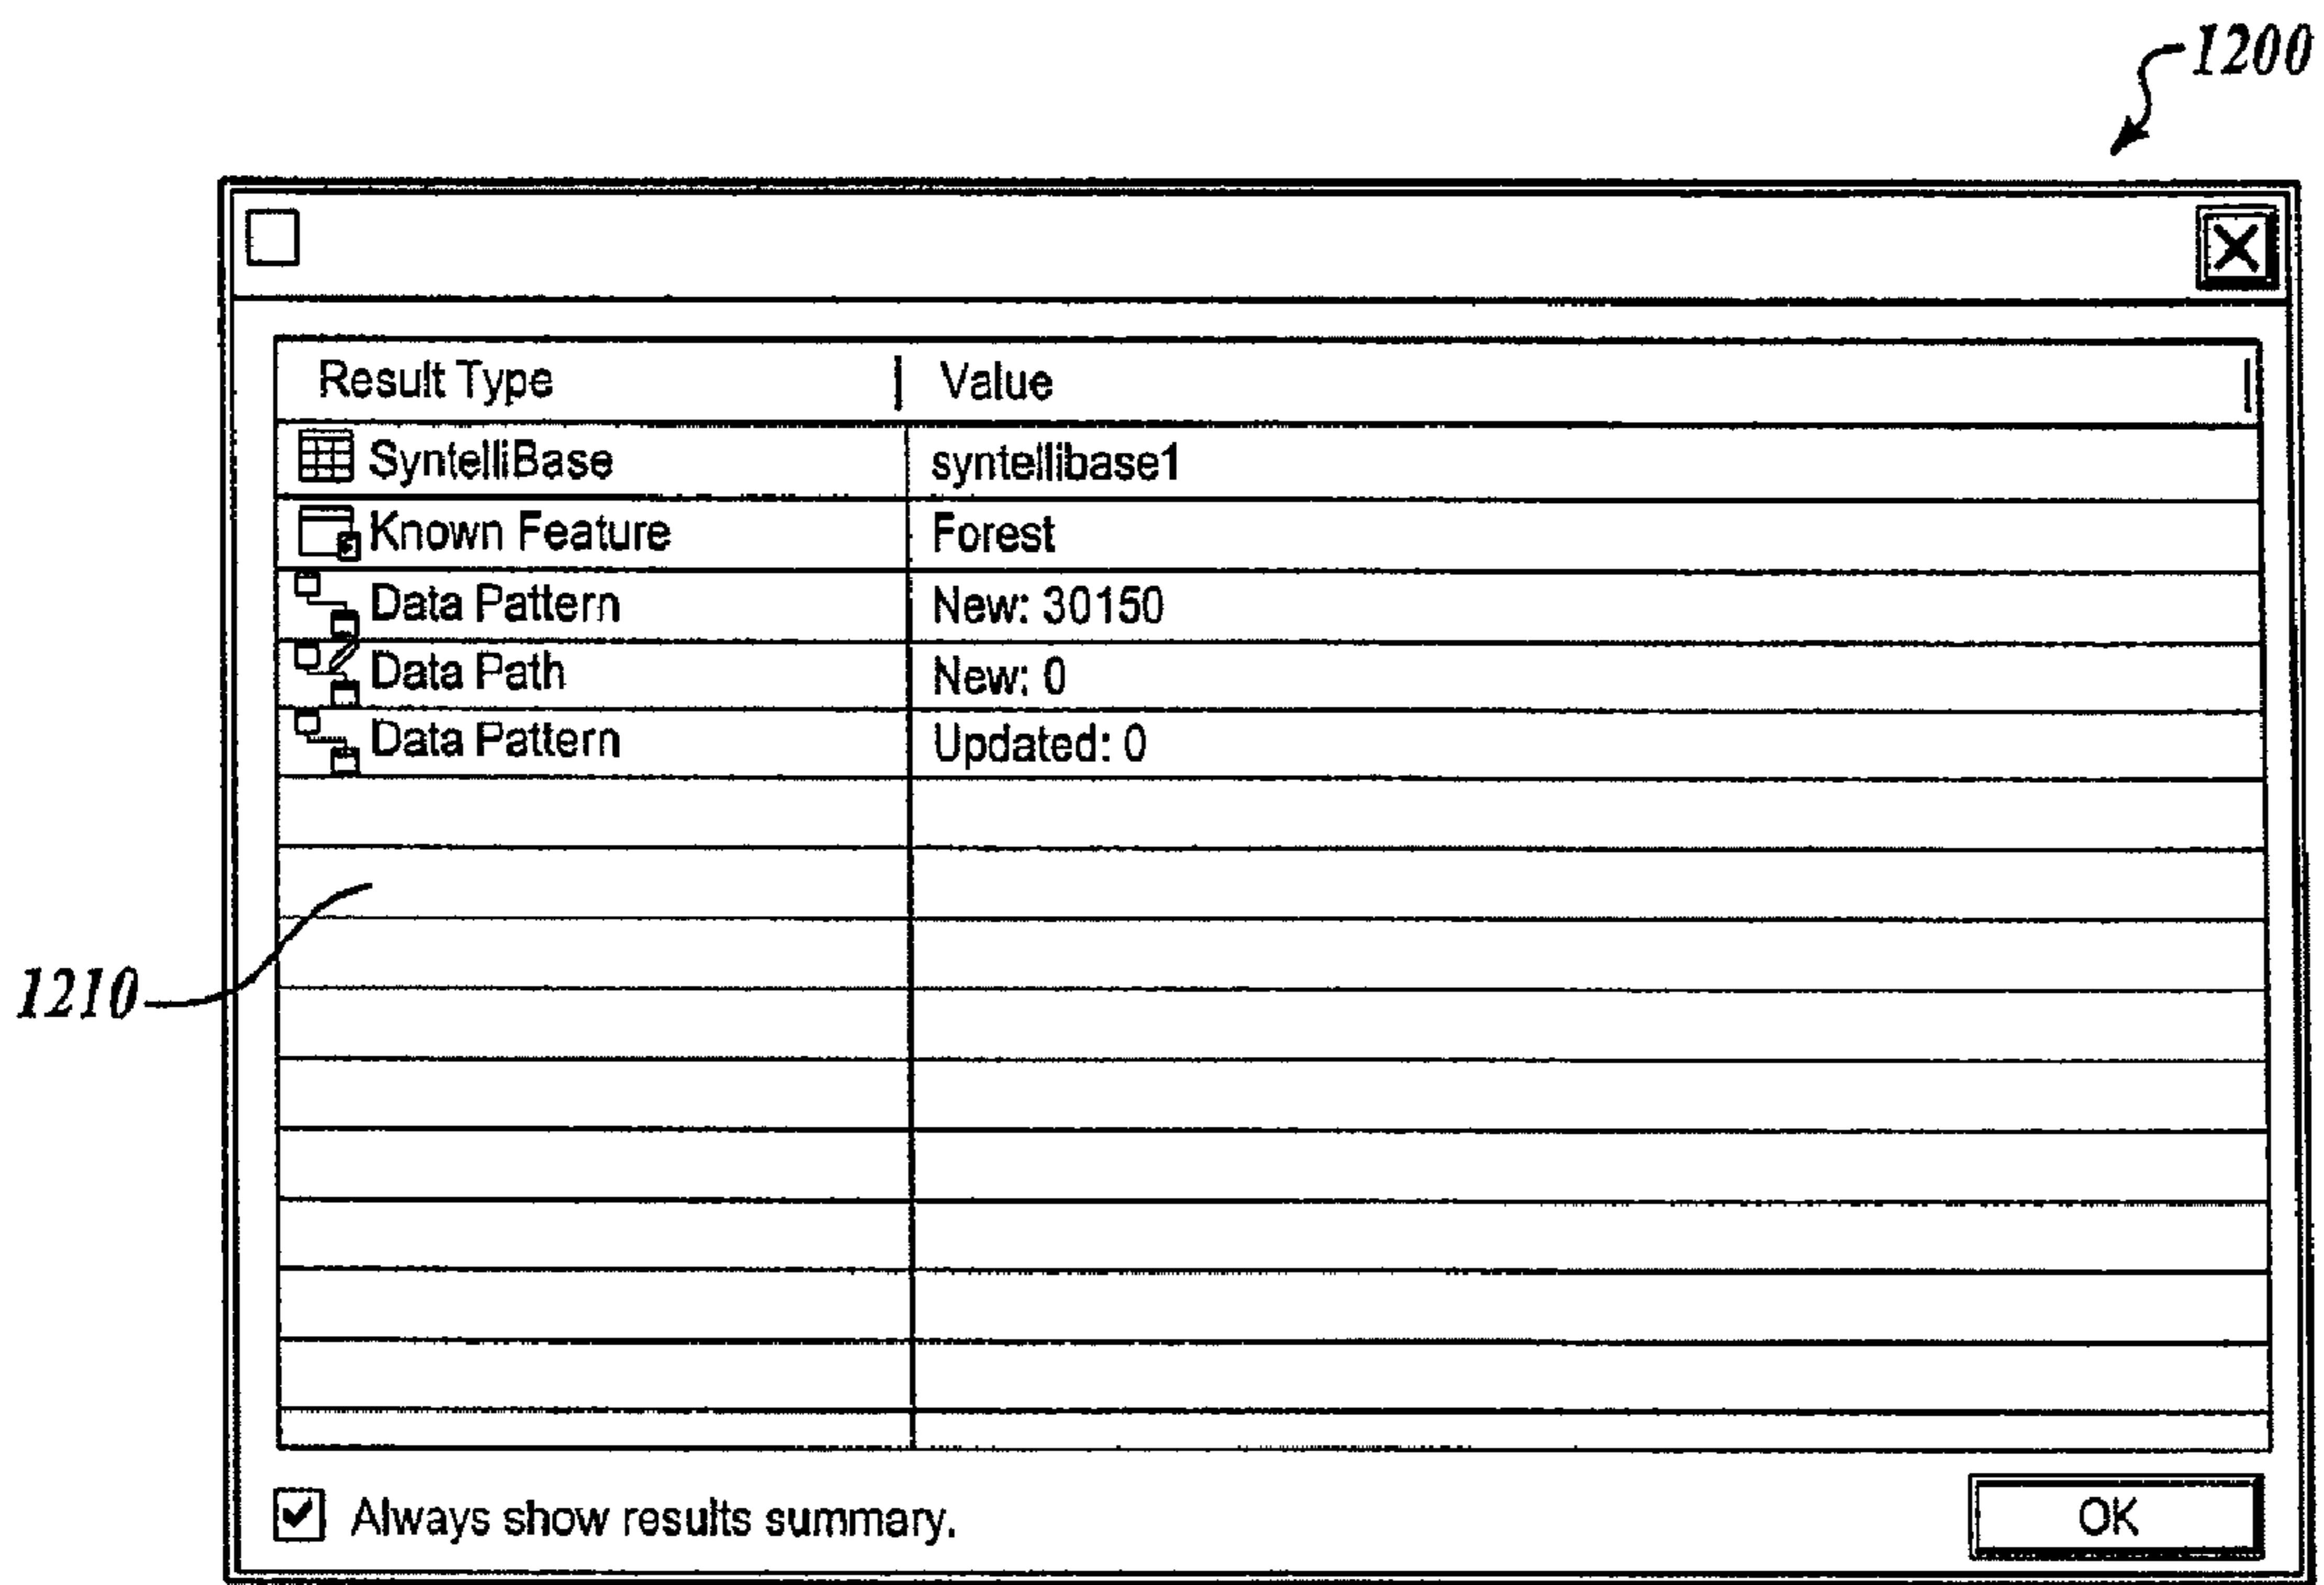 1200
Result Type | Value
SyntelliBase syntellibase1
Known Feature Forest
Data Pattern New: 30150
Data Path New: 0
Data Pattern Updated: 0
1210
Always show results summary. OK